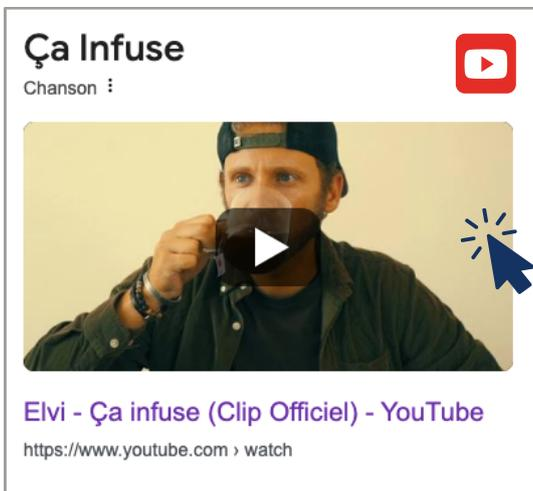 Ça Infuse
Chanson
Elvi - Ça infuse (Clip Officiel) - YouTube
https://www.youtube.com › watch